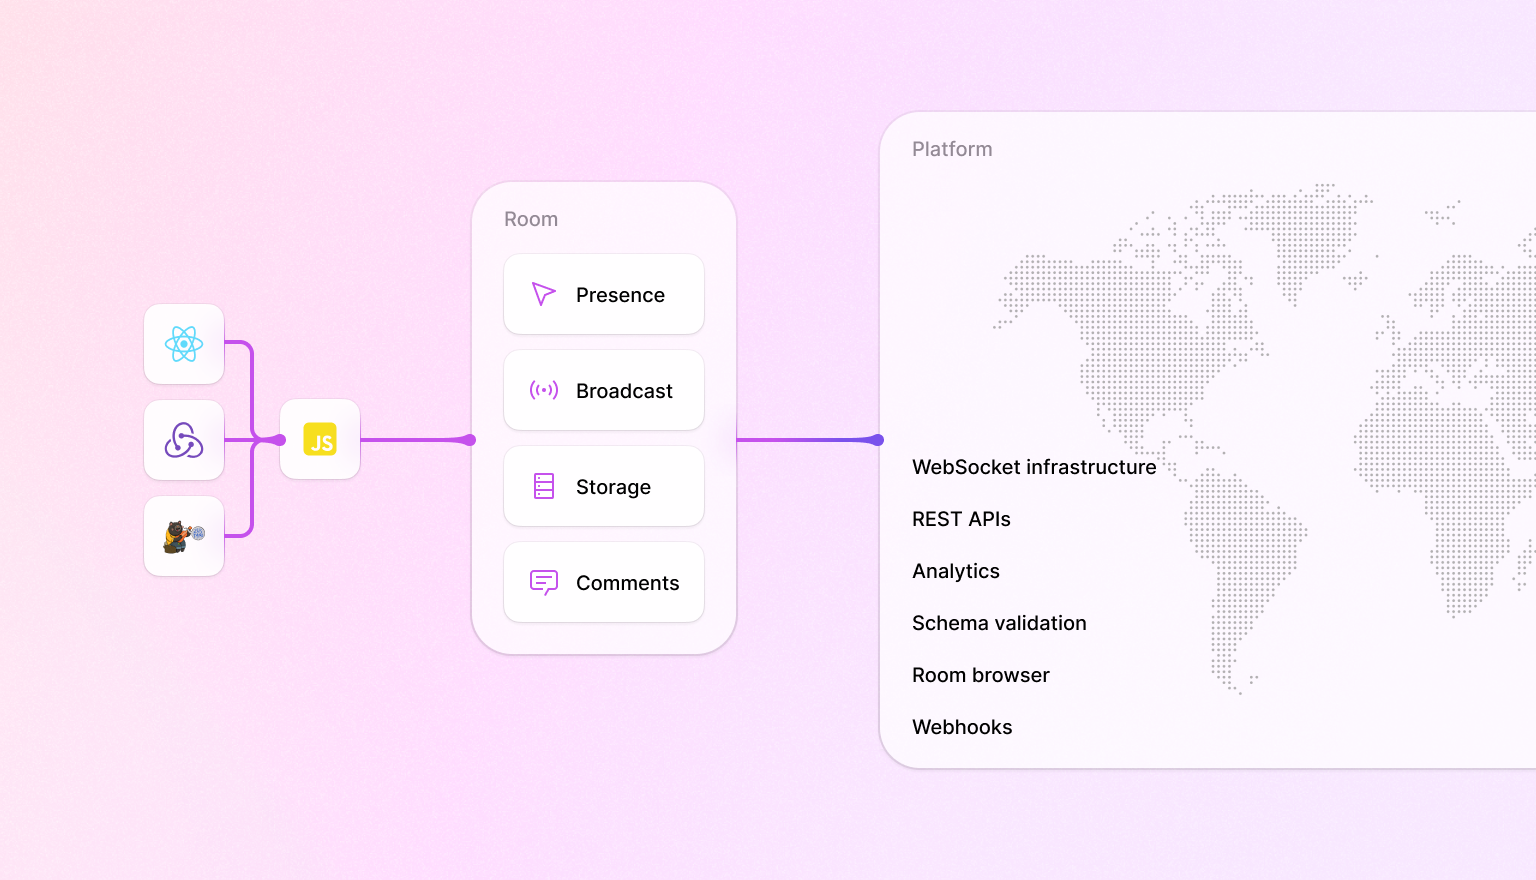 Platform
Room
Presence
Broadcast
JS
Storage
Comments
WebSocket infrastructure
REST APIs
Analytics
Schema validation
Room browser
Webhooks